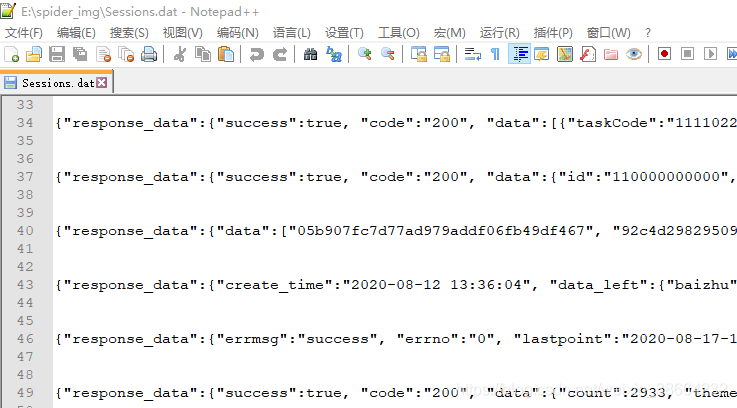 E:\spider_img\Sessions.dat - Notepad++
文件(F) 编辑(E) 搜索(S) 视图(V) 编码(N) 语言(L) 设置(T) 工具(O) 宏(M) 运行(R) 插件(P) 窗口(W) ?
Sessions.dat
33
34 {"response_data":{"success":true, "code":"200", "data":[{"taskCode":"1111022
35
36
37 {"response_data":{"success":true, "code":"200", "data":{"id":"110000000000",
38
39
40 {"response_data":{"data":["05b907fc7d77ad979addf06fb49df467", "92c4d29829509
41
42
43 {"response_data":{"create_time":"2020-08-12 13:36:04", "data_left":{"baizhu"
44
45
46 {"response_data":{"errmsg":"success", "errno":"0", "lastpoint":"2020-08-17-1
47
48
49 {"response_data":{"success":true, "code":"200", "data":{"count":2933, "theme